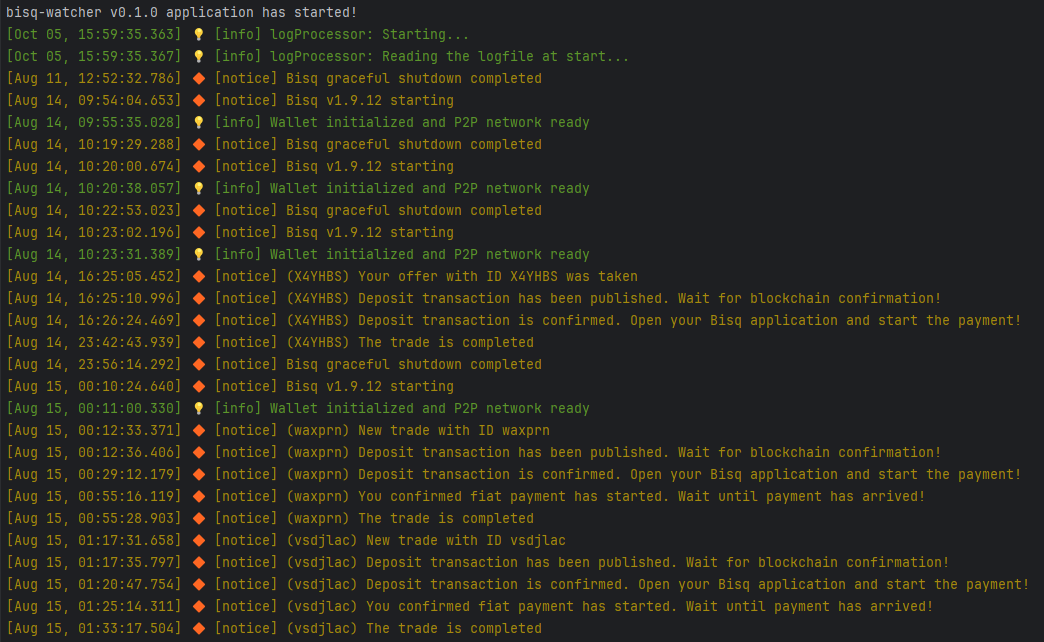 bisq-watcher v0.1.0 application has started!
[Oct 05, 15:59:35.363] 💡 [info] logProcessor: Starting...
[Oct 05, 15:59:35.367] 💡 [info] logProcessor: Reading the logfile at start...
[Aug 11, 12:52:32.786] 🔶 [notice] Bisq graceful shutdown completed
[Aug 14, 09:54:04.653] 🔶 [notice] Bisq v1.9.12 starting
[Aug 14, 09:55:35.028] 💡 [info] Wallet initialized and P2P network ready
[Aug 14, 10:19:29.288] 🔶 [notice] Bisq graceful shutdown completed
[Aug 14, 10:20:00.674] 🔶 [notice] Bisq v1.9.12 starting
[Aug 14, 10:20:38.057] 💡 [info] Wallet initialized and P2P network ready
[Aug 14, 10:22:53.023] 🔶 [notice] Bisq graceful shutdown completed
[Aug 14, 10:23:02.196] 🔶 [notice] Bisq v1.9.12 starting
[Aug 14, 10:23:31.389] 💡 [info] Wallet initialized and P2P network ready
[Aug 14, 16:25:05.452] 🔶 [notice] (X4YHBS) Your offer with ID X4YHBS was taken
[Aug 14, 16:25:10.996] 🔶 [notice] (X4YHBS) Deposit transaction has been published. Wait for blockchain confirmation!
[Aug 14, 16:26:24.469] 🔶 [notice] (X4YHBS) Deposit transaction is confirmed. Open your Bisq application and start the payment!
[Aug 14, 23:42:43.939] 🔶 [notice] (X4YHBS) The trade is completed
[Aug 14, 23:56:14.292] 🔶 [notice] Bisq graceful shutdown completed
[Aug 15, 00:10:24.640] 🔶 [notice] Bisq v1.9.12 starting
[Aug 15, 00:11:00.330] 💡 [info] Wallet initialized and P2P network ready
[Aug 15, 00:12:33.371] 🔶 [notice] (waxprn) New trade with ID waxprn
[Aug 15, 00:12:36.406] 🔶 [notice] (waxprn) Deposit transaction has been published. Wait for blockchain confirmation!
[Aug 15, 00:29:12.179] 🔶 [notice] (waxprn) Deposit transaction is confirmed. Open your Bisq application and start the payment!
[Aug 15, 00:55:16.119] 🔶 [notice] (waxprn) You confirmed fiat payment has started. Wait until payment has arrived!
[Aug 15, 00:55:28.903] 🔶 [notice] (waxprn) The trade is completed
[Aug 15, 01:17:31.658] 🔶 [notice] (vsdjlac) New trade with ID vsdjlac
[Aug 15, 01:17:35.797] 🔶 [notice] (vsdjlac) Deposit transaction has been published. Wait for blockchain confirmation!
[Aug 15, 01:20:47.754] 🔶 [notice] (vsdjlac) Deposit transaction is confirmed. Open your Bisq application and start the payment!
[Aug 15, 01:25:14.311] 🔶 [notice] (vsdjlac) You confirmed fiat payment has started. Wait until payment has arrived!
[Aug 15, 01:33:17.504] 🔶 [notice] (vsdjlac) The trade is completed